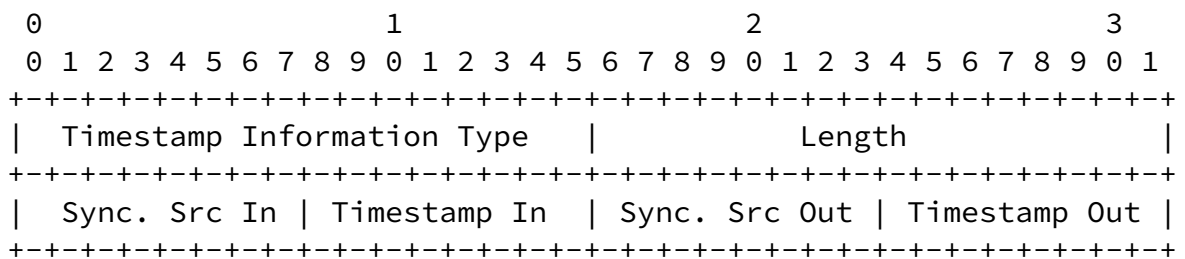 0                   1                   2                   3
 0 1 2 3 4 5 6 7 8 9 0 1 2 3 4 5 6 7 8 9 0 1 2 3 4 5 6 7 8 9 0 1
+-+-+-+-+-+-+-+-+-+-+-+-+-+-+-+-+-+-+-+-+-+-+-+-+-+-+-+-+-+-+-+-+
|  Timestamp Information Type   |           Length              |
+-+-+-+-+-+-+-+-+-+-+-+-+-+-+-+-+-+-+-+-+-+-+-+-+-+-+-+-+-+-+-+-+
|  Sync. Src In | Timestamp In  | Sync. Src Out | Timestamp Out |
+-+-+-+-+-+-+-+-+-+-+-+-+-+-+-+-+-+-+-+-+-+-+-+-+-+-+-+-+-+-+-+-+